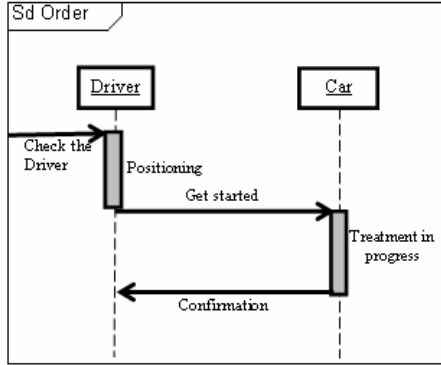 Sd Order
Driver
Car
Check the
Driver
Positioning
Get started
Treatment in
progress
Confirmation